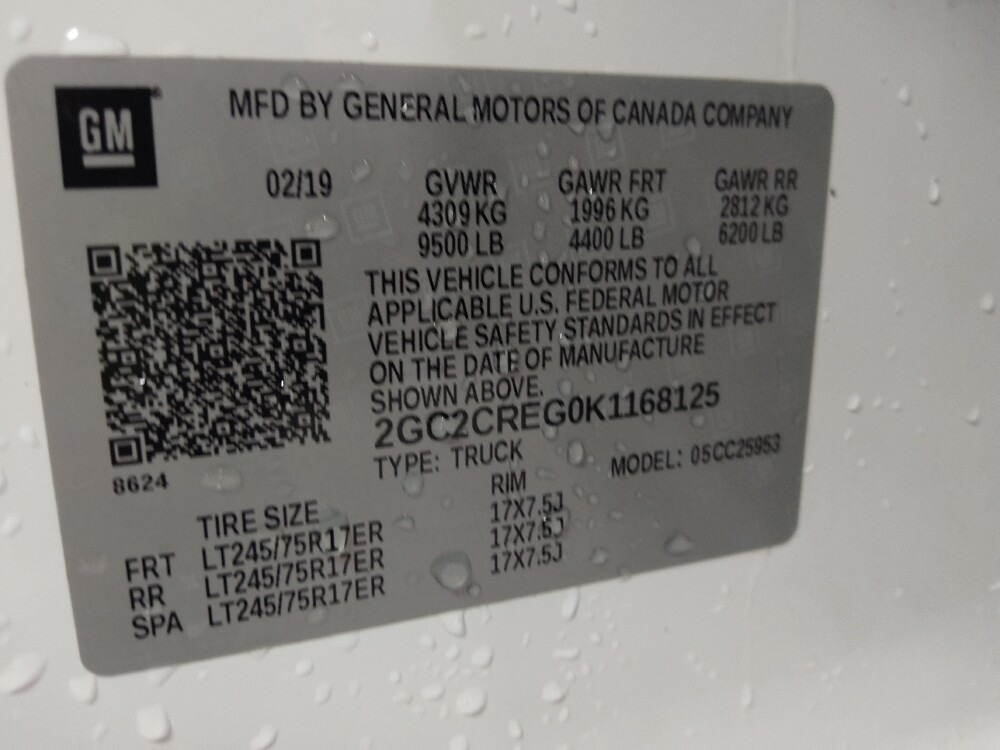 GM
MFD BY GENERAL MOTORS OF CANADA COMPANY
02/19 GVWR GAWR FRT GAWR RR
4309 KG 1996 KG 2812 KG
9500 LB 4400 LB 6200 LB
THIS VEHICLE CONFORMS TO ALL
APPLICABLE U.S. FEDERAL MOTOR
VEHICLE SAFETY STANDARDS IN EFFECT
ON THE DATE OF MANUFACTURE
SHOWN ABOVE.
2GC2CREG0K1168125
TYPE: TRUCK MODEL: 05CC25953
8624
TIRE SIZE RIM
FRT LT245/75R17ER 17X7.5J
RR LT245/75R17ER 17X7.5J
SPA LT245/75R17ER 17X7.5J